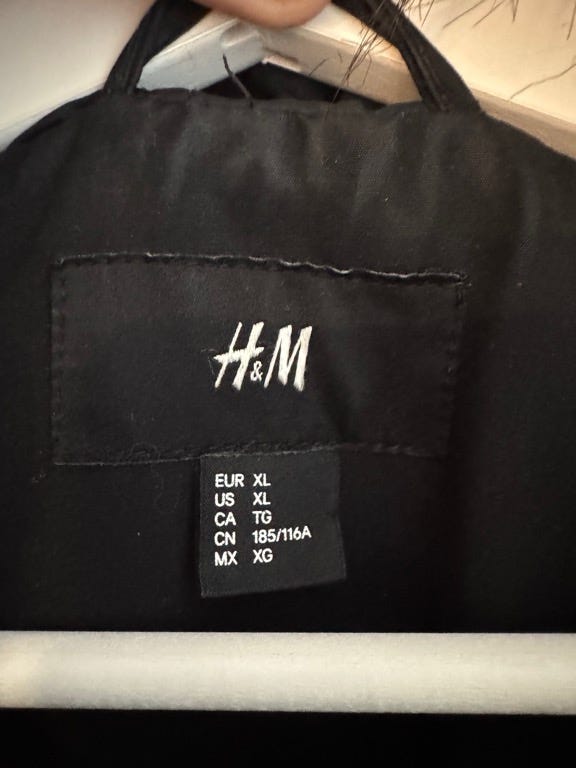 H&M
EUR XL
US XL
CA TG
CN 185/116A
MX XG